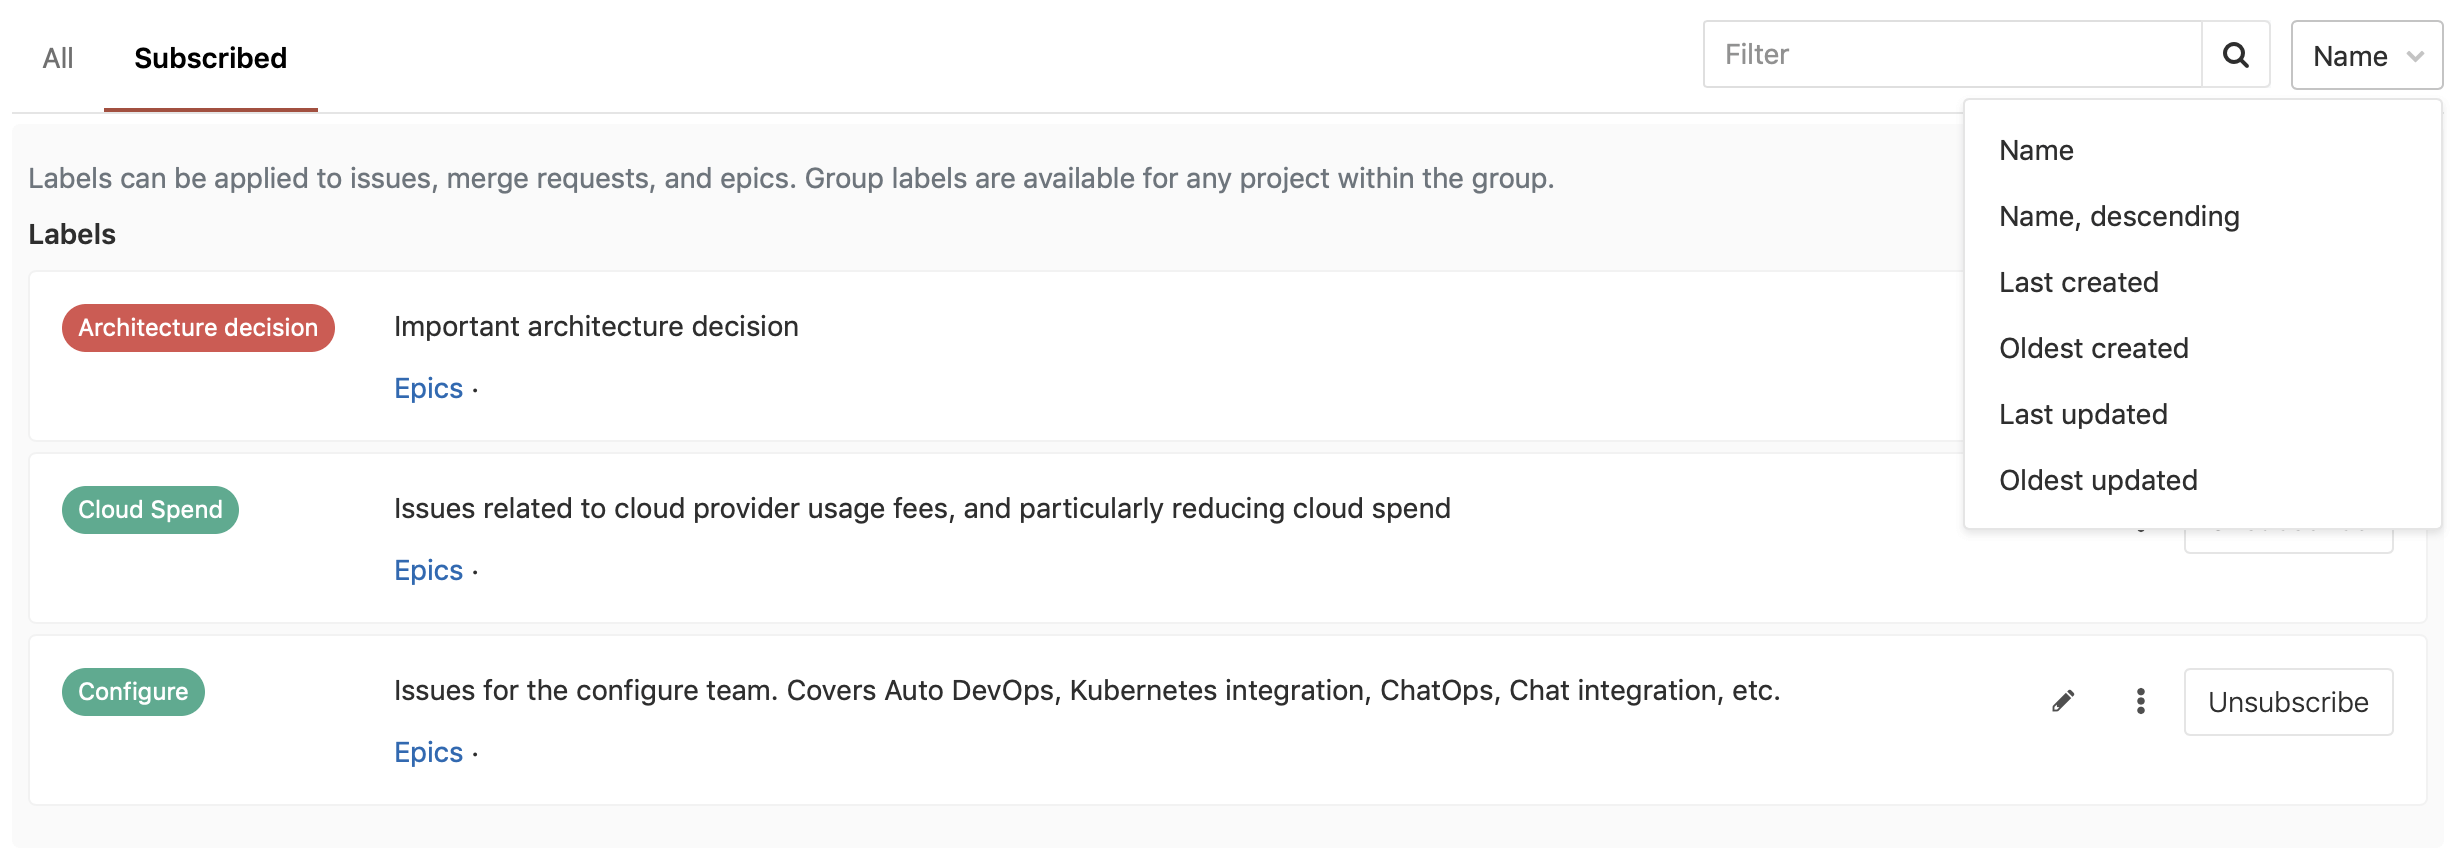 All
Subscribed
Filter
Name
Name
Name, descending
Last created
Oldest created
Last updated
Oldest updated
Labels can be applied to issues, merge requests, and epics. Group labels are available for any project within the group.
Labels
Architecture decision
Important architecture decision
Epics ·
Cloud Spend
Issues related to cloud provider usage fees, and particularly reducing cloud spend
Epics ·
Configure
Issues for the configure team. Covers Auto DevOps, Kubernetes integration, ChatOps, Chat integration, etc.
Unsubscribe
Epics ·